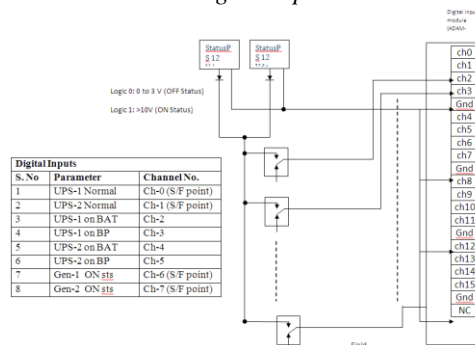 Digital Input
module
(ADAM-
StatusP
S 12
StatusP
S 12
Logic 0: 0 to 3 V (OFF Status)
Logic 1: >10V (ON Status)
ch0
ch1
ch2
ch3
Gnd
ch4
ch5
ch6
ch7
Gnd
ch8
ch9
ch10
ch11
Gnd
ch12
ch13
ch14
ch15
Gnd
NC
Digital Inputs
S. No Parameter Channel No.
1 UPS-1 Normal Ch-0 (S/F point)
2 UPS-2 Normal Ch-1 (S/F point)
3 UPS-1 on BAT Ch-2
4 UPS-1 on BP Ch-3
5 UPS-2 on BAT Ch-4
6 UPS-2 on BP Ch-5
7 Gen-1 ON sts Ch-6 (S/F point)
8 Gen-2 ON sts Ch-7 (S/F point)